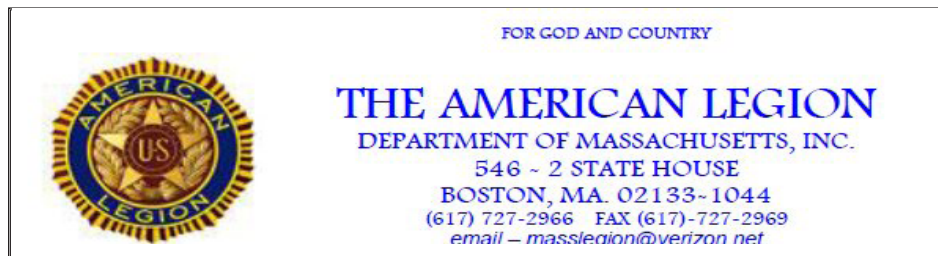 FOR GOD AND COUNTRY
THE AMERICAN LEGION
DEPARTMENT OF MASSACHUSETTS, INC.
546 ~ 2 STATE HOUSE
BOSTON, MA. 02133~1044
(617) 727-2966 FAX (617)-727-2969
email – masslegion@verizon.net
AMERICAN
US
LEGION